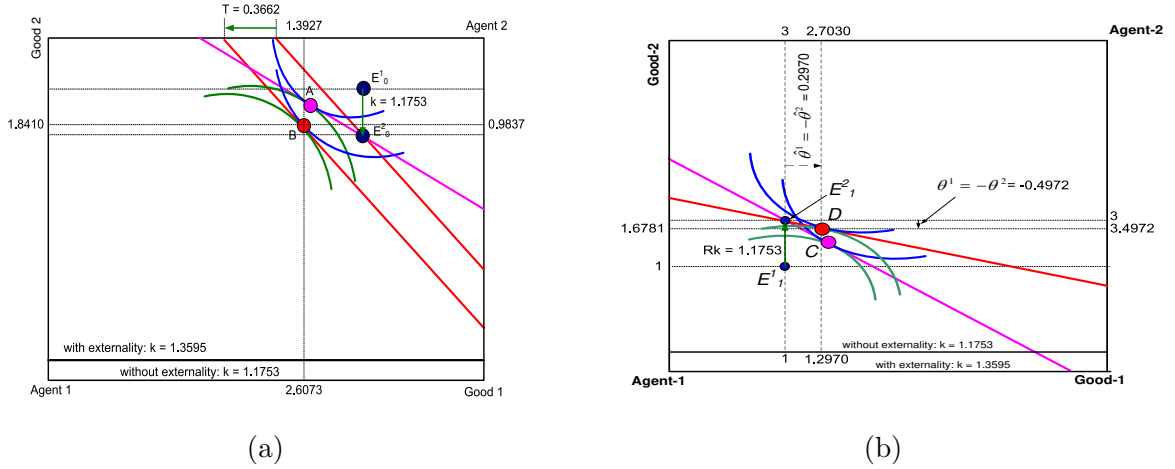 T = 0.3662
1.3927
Agent 2
Good 2
A
E¹₀
k = 1.1753
1.8410
B
E²₀
0.9837
with externality: k = 1.3595
without externality: k = 1.1753
Agent 1
2.6073
Good 1
(a)
3
2.7030
Agent-2
Good-2
θ̂¹ = −θ̂² = 0.2970
E²₁
θ¹ = −θ² = -0.4972
D
3
1.6781
3.4972
Rk = 1.1753
C
1
E¹₁
without externality: k = 1.1753
1
1.2970
with externality: k = 1.3595
Agent-1
Good-1
(b)